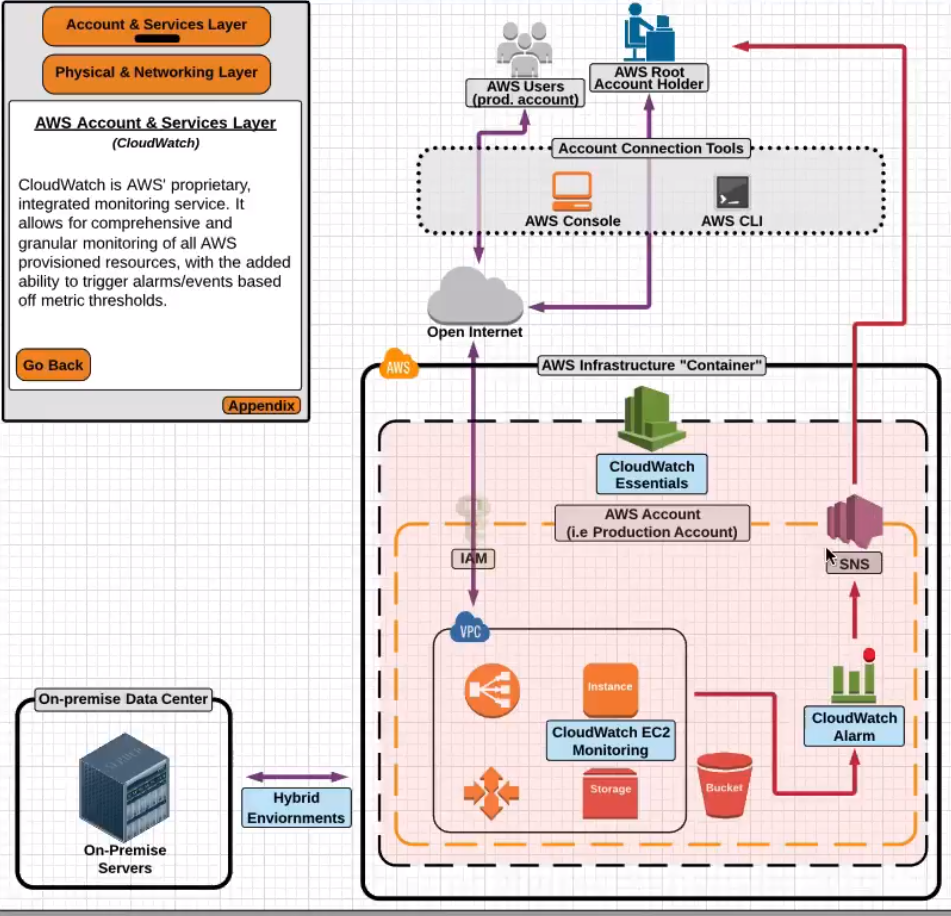 Account & Services Layer
Physical & Networking Layer
AWS Account & Services Layer
(CloudWatch)
CloudWatch is AWS' proprietary,
integrated monitoring service. It
allows for comprehensive and
granular monitoring of all AWS
provisioned resources, with the added
ability to trigger alarms/events based
off metric thresholds.
Go Back
Appendix
AWS Users
(prod. account)
AWS Root
Account Holder
Account Connection Tools
AWS Console
AWS CLI
Open Internet
AWS
AWS Infrastructure "Container"
CloudWatch
Essentials
AWS Account
(i.e Production Account)
IAM
SNS
VPC
Instance
CloudWatch EC2
Monitoring
Storage
Bucket
CloudWatch
Alarm
On-premise Data Center
SERVER
On-Premise
Servers
Hybrid
Enviornments